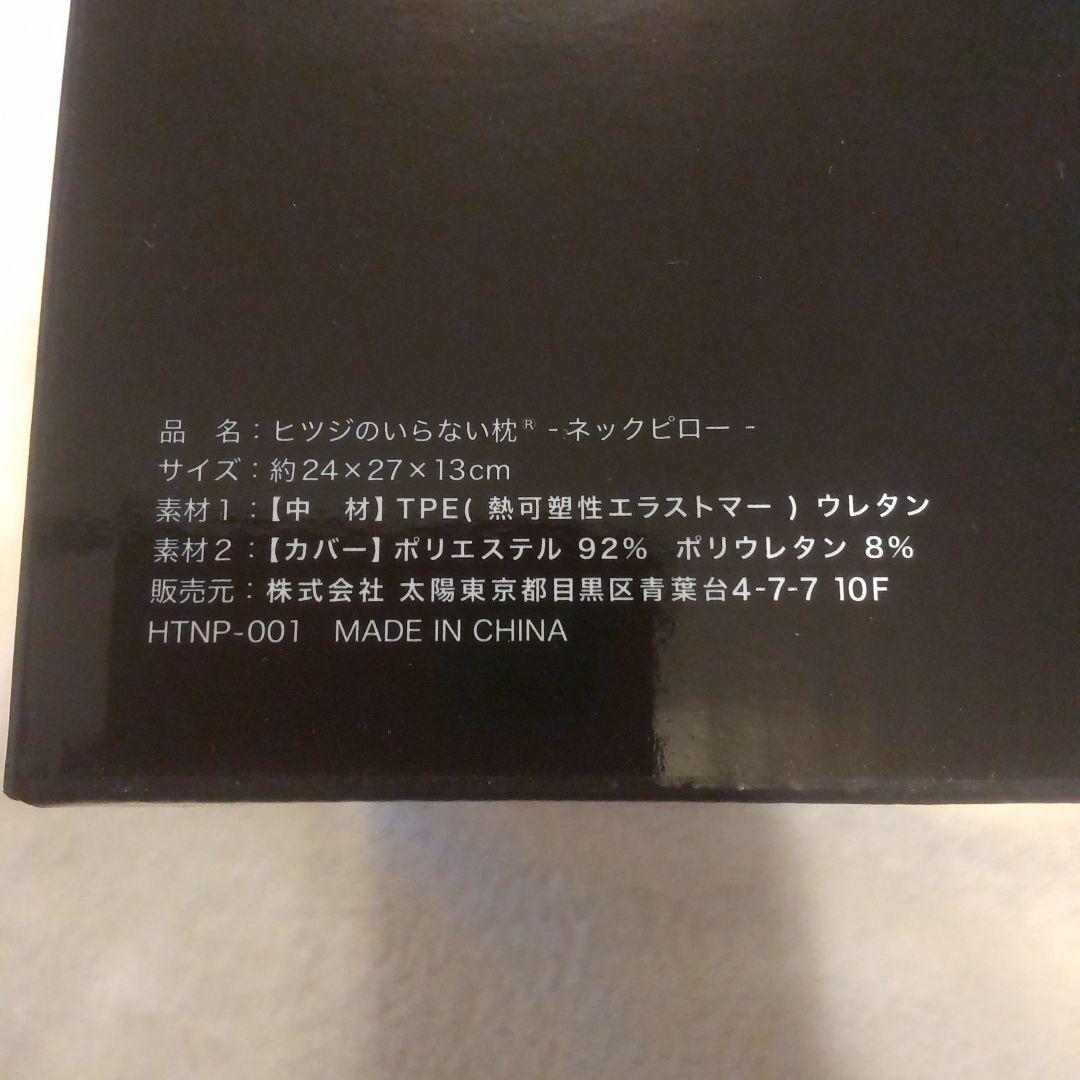 品　名：ヒツジのいらない枕® -ネックピロー -
サイズ：約24×27×13cm
素材1：【中　材】TPE( 熱可塑性エラストマー ) ウレタン
素材2：【カバー】ポリエステル 92%　ポリウレタン 8%
販売元：株式会社 太陽東京都目黒区青葉台4-7-7 10F
HTNP-001　MADE IN CHINA